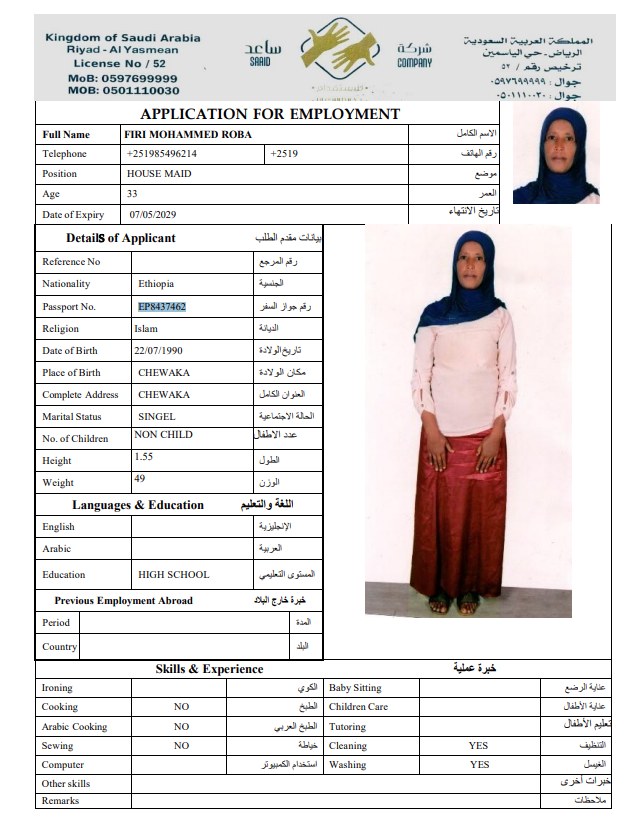 Kingdom of Saudi Arabia
Riyad - Al Yasmean
License No / 52
MoB: 0597699999
MOB: 0501110030
ساعد
SAAID
شركة
COMPANY
للاستقدام
المملكة العربية السعودية
الرياض - حي الياسمين
ترخيص رقم / ٥٢
جوال : ٠٥٩٧٦٩٩٩٩٩
جوال : ٠٥٠١١١٠٠٣٠
APPLICATION FOR EMPLOYMENT
Full Name FIRI MOHAMMED ROBA الاسم الكامل
Telephone +251985496214 +2519 رقم الهاتف
Position HOUSE MAID موضع
Age 33 العمر
Date of Expiry 07/05/2029 تاريخ الانتهاء
Details of Applicant بيانات مقدم الطلب
Reference No رقم المرجع
Nationality Ethiopia الجنسية
Passport No. EP8437462 رقم جواز السفر
Religion Islam الديانة
Date of Birth 22/07/1990 تاريخ الولادة
Place of Birth CHEWAKA مكان الولادة
Complete Address CHEWAKA العنوان الكامل
Marital Status SINGEL الحالة الاجتماعية
No. of Children NON CHILD عدد الاطفال
Height 1.55 الطول
Weight 49 الوزن
Languages & Education اللغة والتعليم
English الإنجليزية
Arabic العربية
Education HIGH SCHOOL المستوى التعليمي
Previous Employment Abroad خبرة خارج البلاد
Period المدة
Country البلد
Skills & Experience خبرة عملية
Ironing الكوي Baby Sitting عناية الرضع
Cooking NO الطبخ Children Care عناية الأطفال
Arabic Cooking NO الطبخ العربي Tutoring تعليم الأطفال
Sewing NO خياطة Cleaning YES التنظيف
Computer استخدام الكمبيوتر Washing YES الغسيل
Other skills خبرات أخرى
Remarks ملاحظات